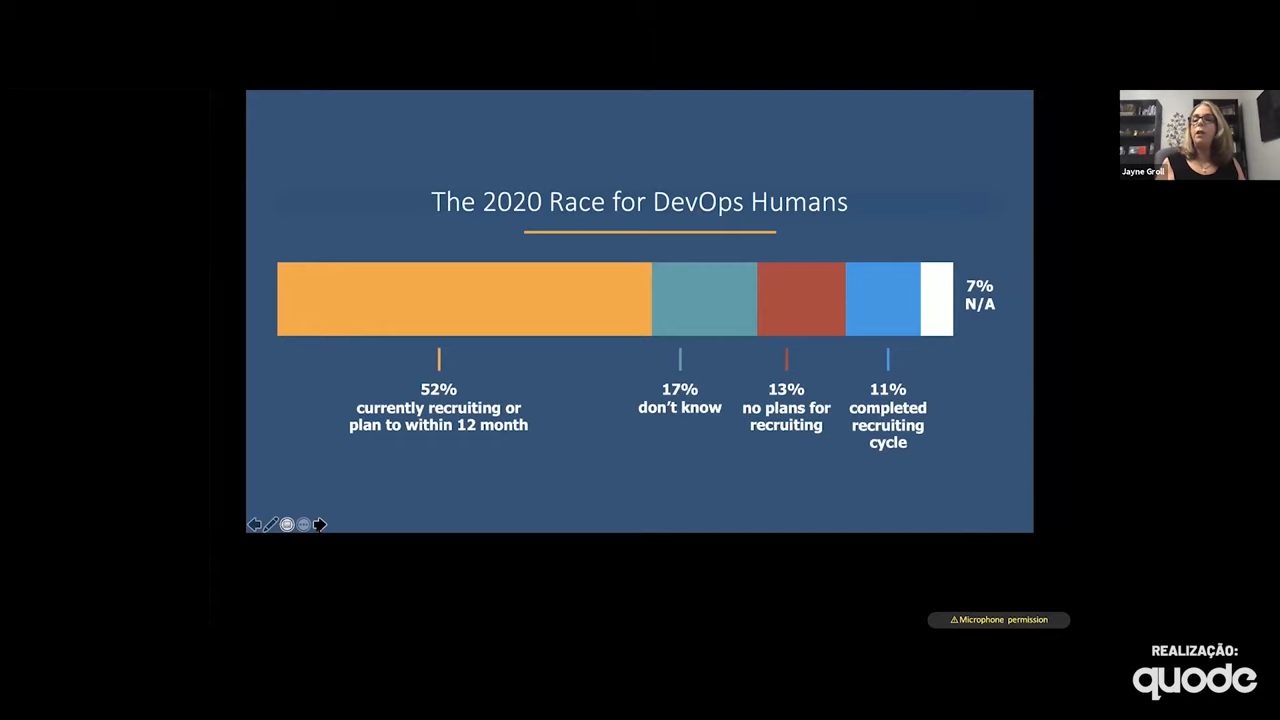 The 2020 Race for DevOps Humans
7%
N/A
52%
currently recruiting or
plan to within 12 month
17%
don't know
13%
no plans for
recruiting
11%
completed
recruiting
cycle
Jayne Groll
⚠Microphone permission
REALIZAÇÃO:
quode